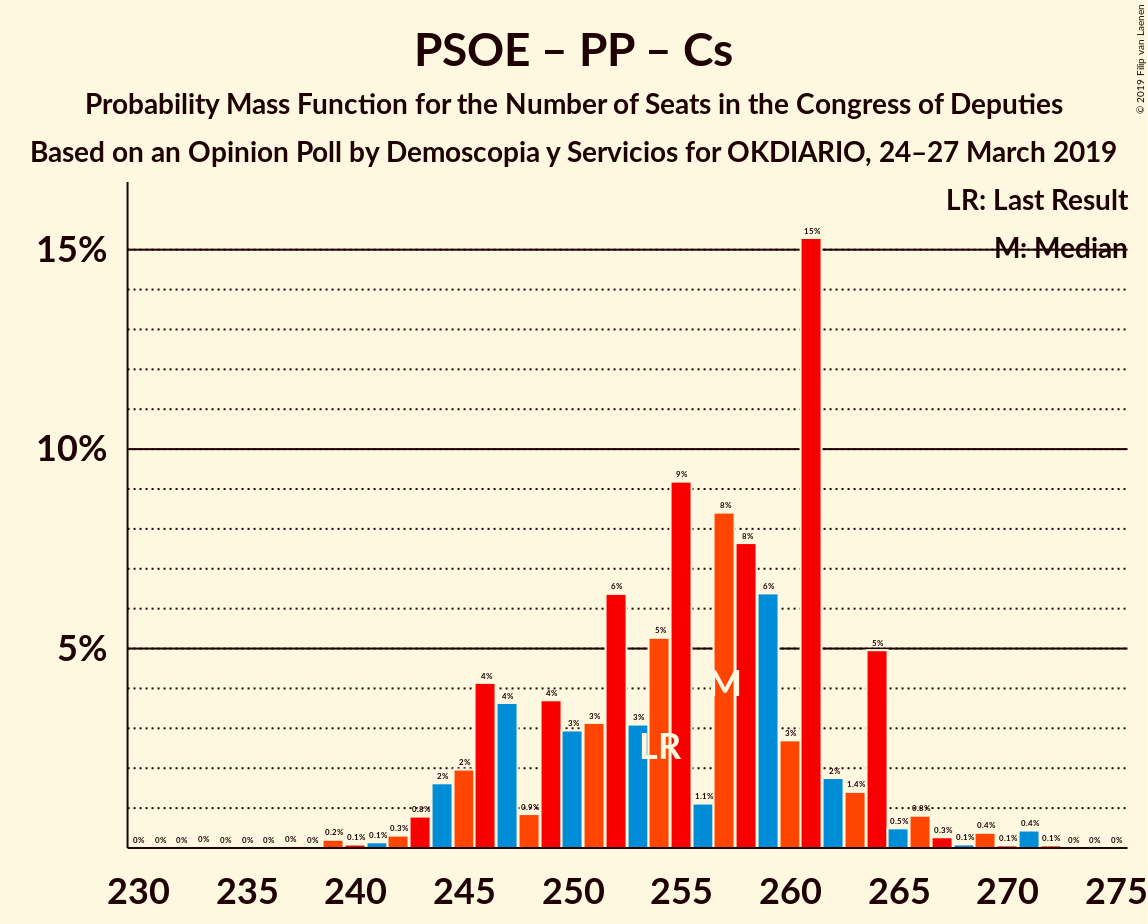 © 2019 Filip van Laenen
PSOE – PP – Cs
Probability Mass Function for the Number of Seats in the Congress of Deputies
Based on an Opinion Poll by Demoscopia y Servicios for OKDIARIO, 24–27 March 2019
LR: Last Result
M: Median
15%
10%
5%
0% 0% 0% 0% 0% 0% 0% 0% 0% 0.2% 0.1% 0.1% 0.3% 0.8% 2% 2% 4% 4% 0.9% 4% 3% 3% 6% 3% 5% 9% 1.1% 8% 8% 6% 3% 15% 2% 1.4% 5% 0.5% 0.8% 0.3% 0.1% 0.4% 0.1% 0.4% 0.1% 0% 0% 0%
LR
M
230 235 240 245 250 255 260 265 270 275